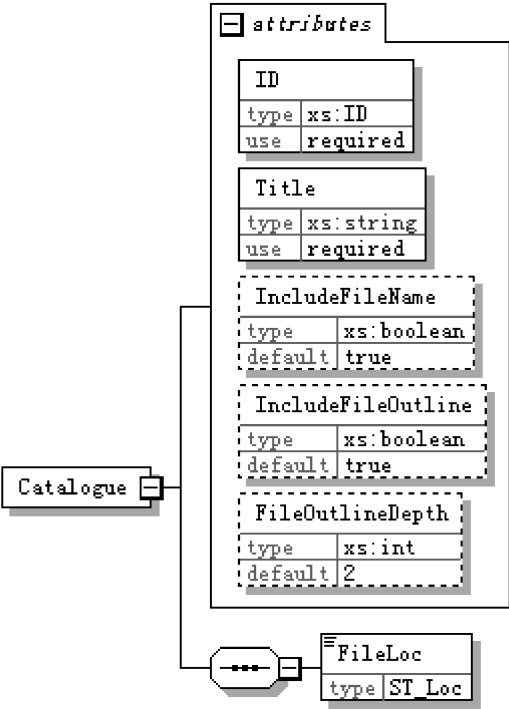 attributes
ID
type xs:ID
use required
Title
type xs:string
use required
IncludeFileName
type xs:boolean
default true
IncludeFileOutline
type xs:boolean
default true
Catalogue
FileOutlineDepth
type xs:int
default 2
FileLoc
type ST_Loc